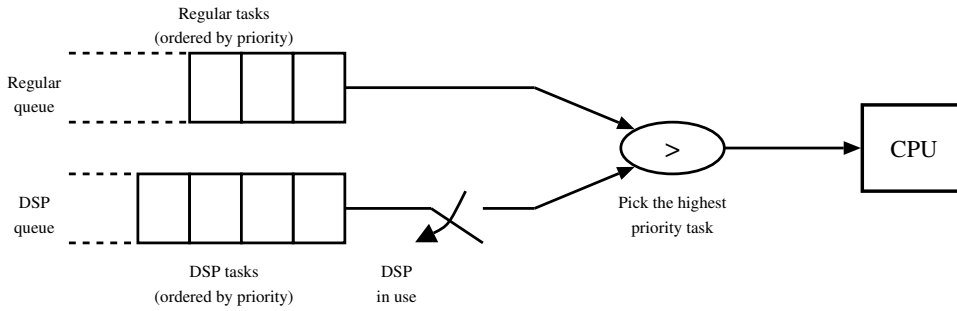 Regular tasks
(ordered by priority)
Regular
queue
>
CPU
DSP
queue
Pick the highest
priority task
DSP tasks
(ordered by priority)
DSP
in use